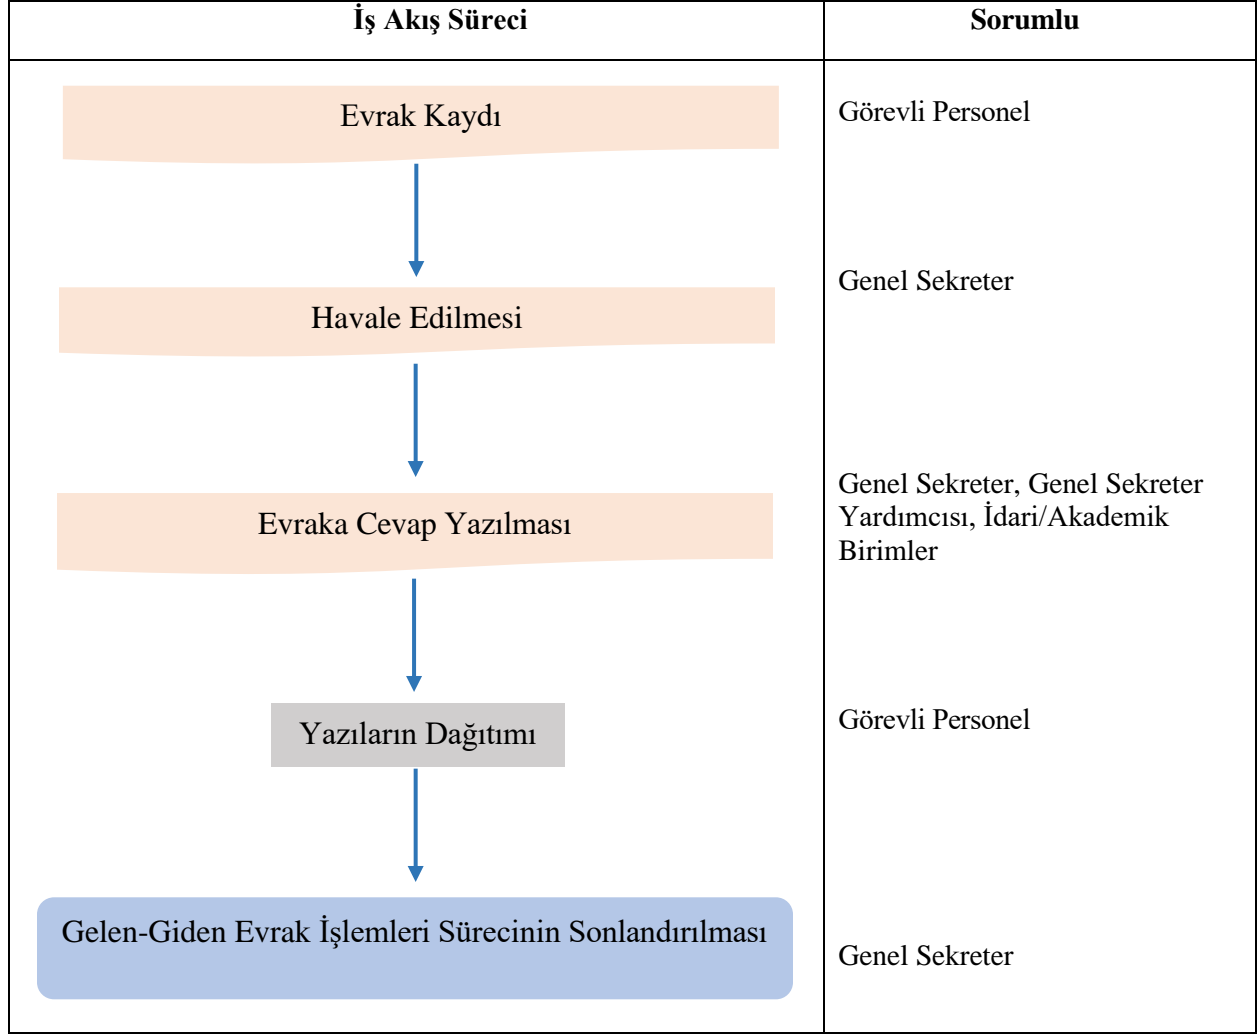 İş Akış Süreci
Sorumlu
Evrak Kaydı
Görevli Personel
Havale Edilmesi
Genel Sekreter
Evraka Cevap Yazılması
Genel Sekreter, Genel Sekreter
Yardımcısı, İdari/Akademik
Birimler
Yazıların Dağıtımı
Görevli Personel
Gelen-Giden Evrak İşlemleri Sürecinin Sonlandırılması
Genel Sekreter